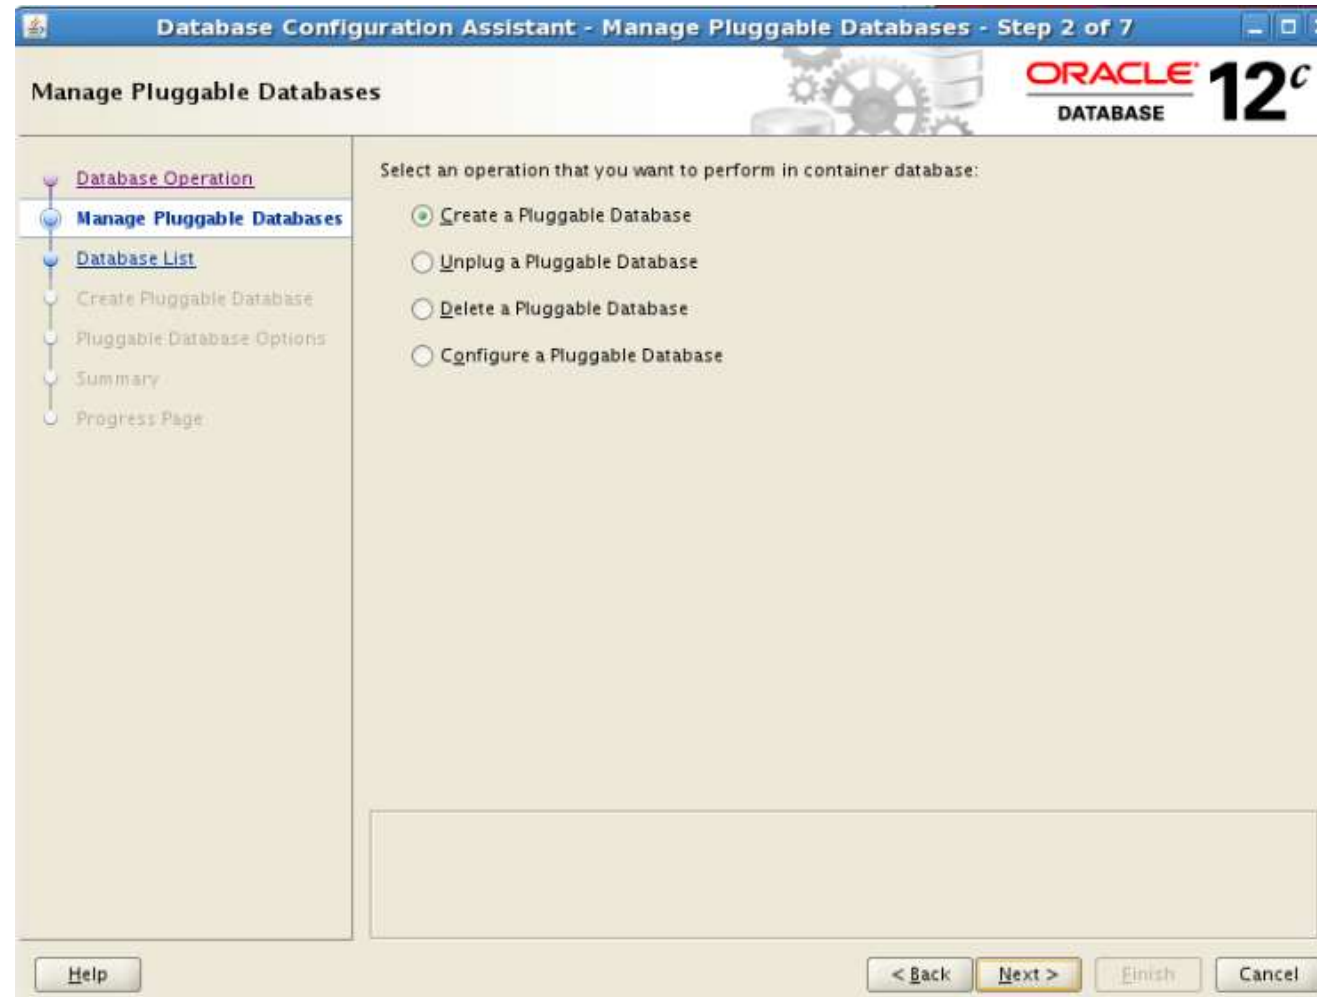 Database Configuration Assistant - Manage Pluggable Databases - Step 2 of 7
Manage Pluggable Databases
ORACLE
DATABASE
12c
Database Operation
Manage Pluggable Databases
Database List
Create Pluggable Database
Pluggable Database Options
Summary
Progress Page
Select an operation that you want to perform in container database:
Create a Pluggable Database
Unplug a Pluggable Database
Delete a Pluggable Database
Configure a Pluggable Database
Help
< Back
Next >
Finish
Cancel